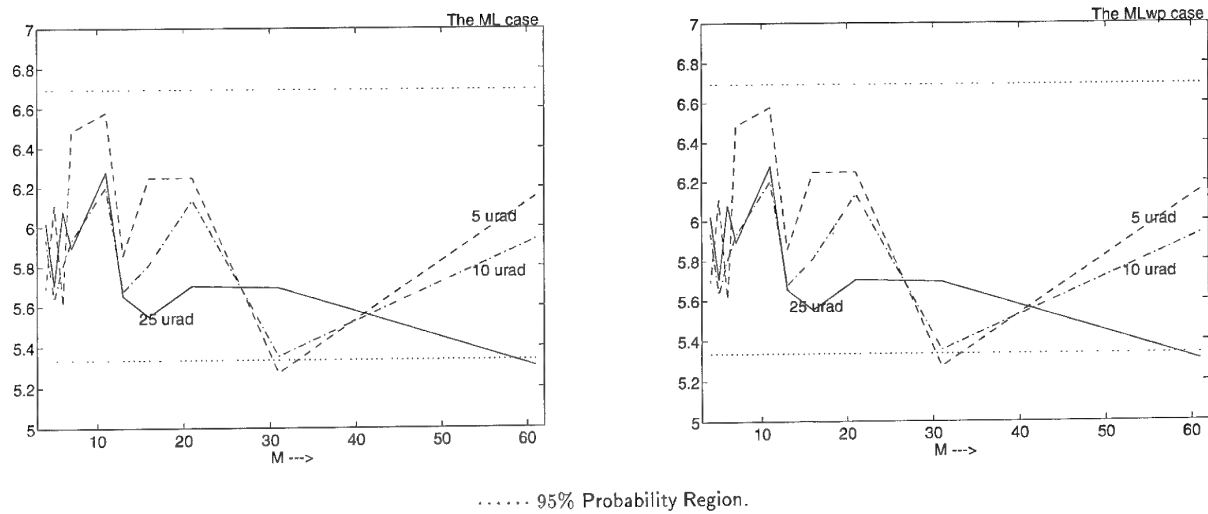 The ML case
7
6.8
6.6
6.4
6.2
6
5.8
5.6
5.4
5.2
5
5 urad
10 urad
25 urad
10 20 30 40 50 60
M --->
The MLwp case
7
6.8
6.6
6.4
6.2
6
5.8
5.6
5.4
5.2
5
5 urad
10 urad
25 urad
10 20 30 40 50 60
M --->
...... 95% Probability Region.